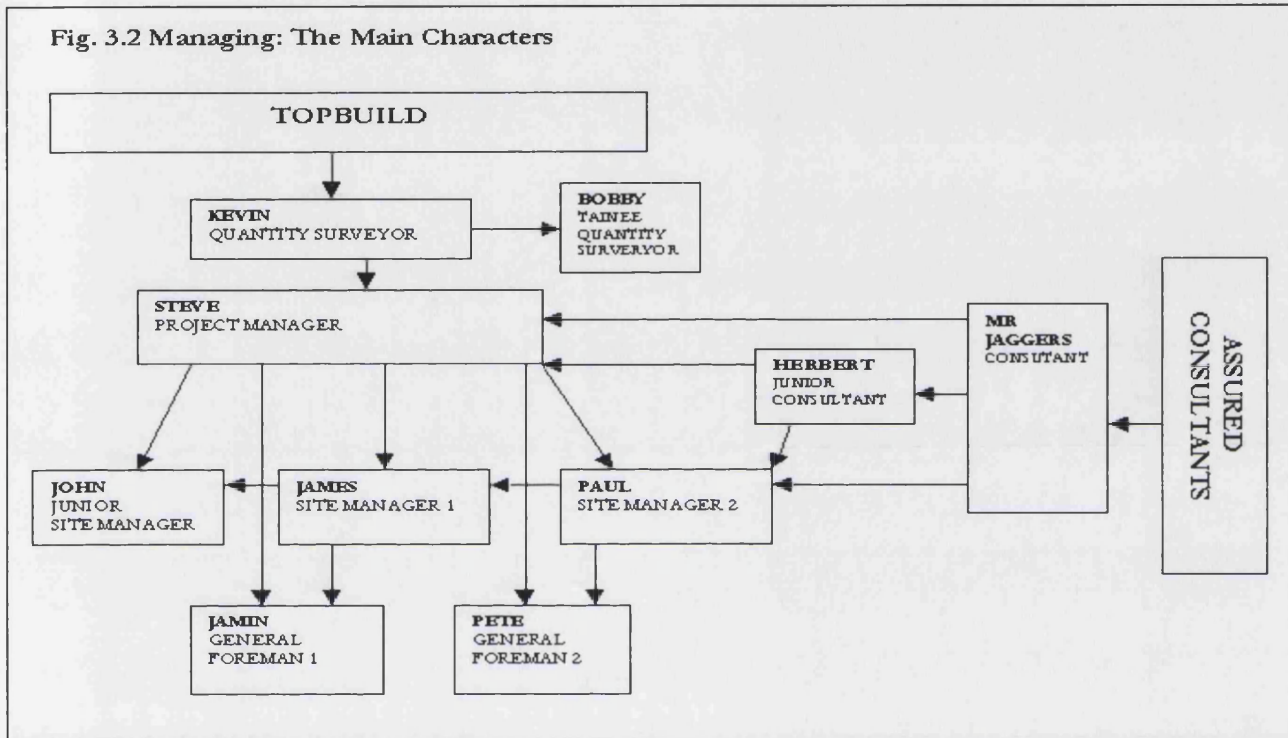 Fig. 3.2 Managing: The Main Characters
TOPBUILD
KEVIN
QUANTITY SURVEYOR
BOBBY
TAINEE
QUANTITY
SURVERYOR
STEVE
PROJECT MANAGER
HERBERT
JUNIOR
CONSULTANT
MR
JAGGERS
CONSUTANT
ASSURED
CONSULTANTS
JOHN
JUNIOR
SITE MANAGER
JAMES
SITE MANAGER 1
PAUL
SITE MANAGER 2
JAMIN
GENERAL
FOREMAN 1
PETE
GENERAL
FOREMAN 2